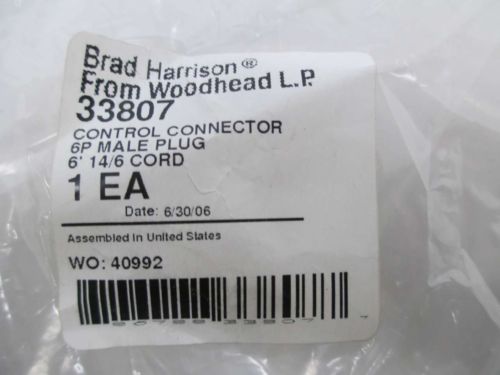 Brad Harrison®
From Woodhead L.P.
33807
CONTROL CONNECTOR
6P MALE PLUG
6' 14/6 CORD
1 EA
Date: 6/30/06
Assembled in United States
WO: 40992